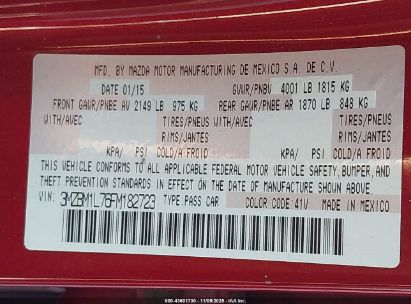 MFD. BY MAZDA MOTOR MANUFACTURING DE MEXICO S.A. DE C.V.
DATE 01/15 GVWR/PNBV 4001 LB 1815 KG
FRONT GAWR/PNBE AV 2149 LB 975 KG REAR GAWR/PNBE AR 1870 LB 848 KG
WITH/AVEC TIRES/PNEUS WITH/AVEC TIRES/PNEUS
RIMS/JANTES RIMS/JANTES
KPA/ PSI COLD/A FROID KPA/ PSI COLD/A FROID
THIS VEHICLE CONFORMS TO ALL APPLICABLE FEDERAL MOTOR VEHICLE SAFETY, BUMPER, AND
THEFT PREVENTION STANDARDS IN EFFECT ON THE DATE OF MANUFACTURE SHOWN ABOVE.
VIN: 3MZBM1L76FM182723 TYPE:PASS CAR COLOR CODE:41V MADE IN MEXICO